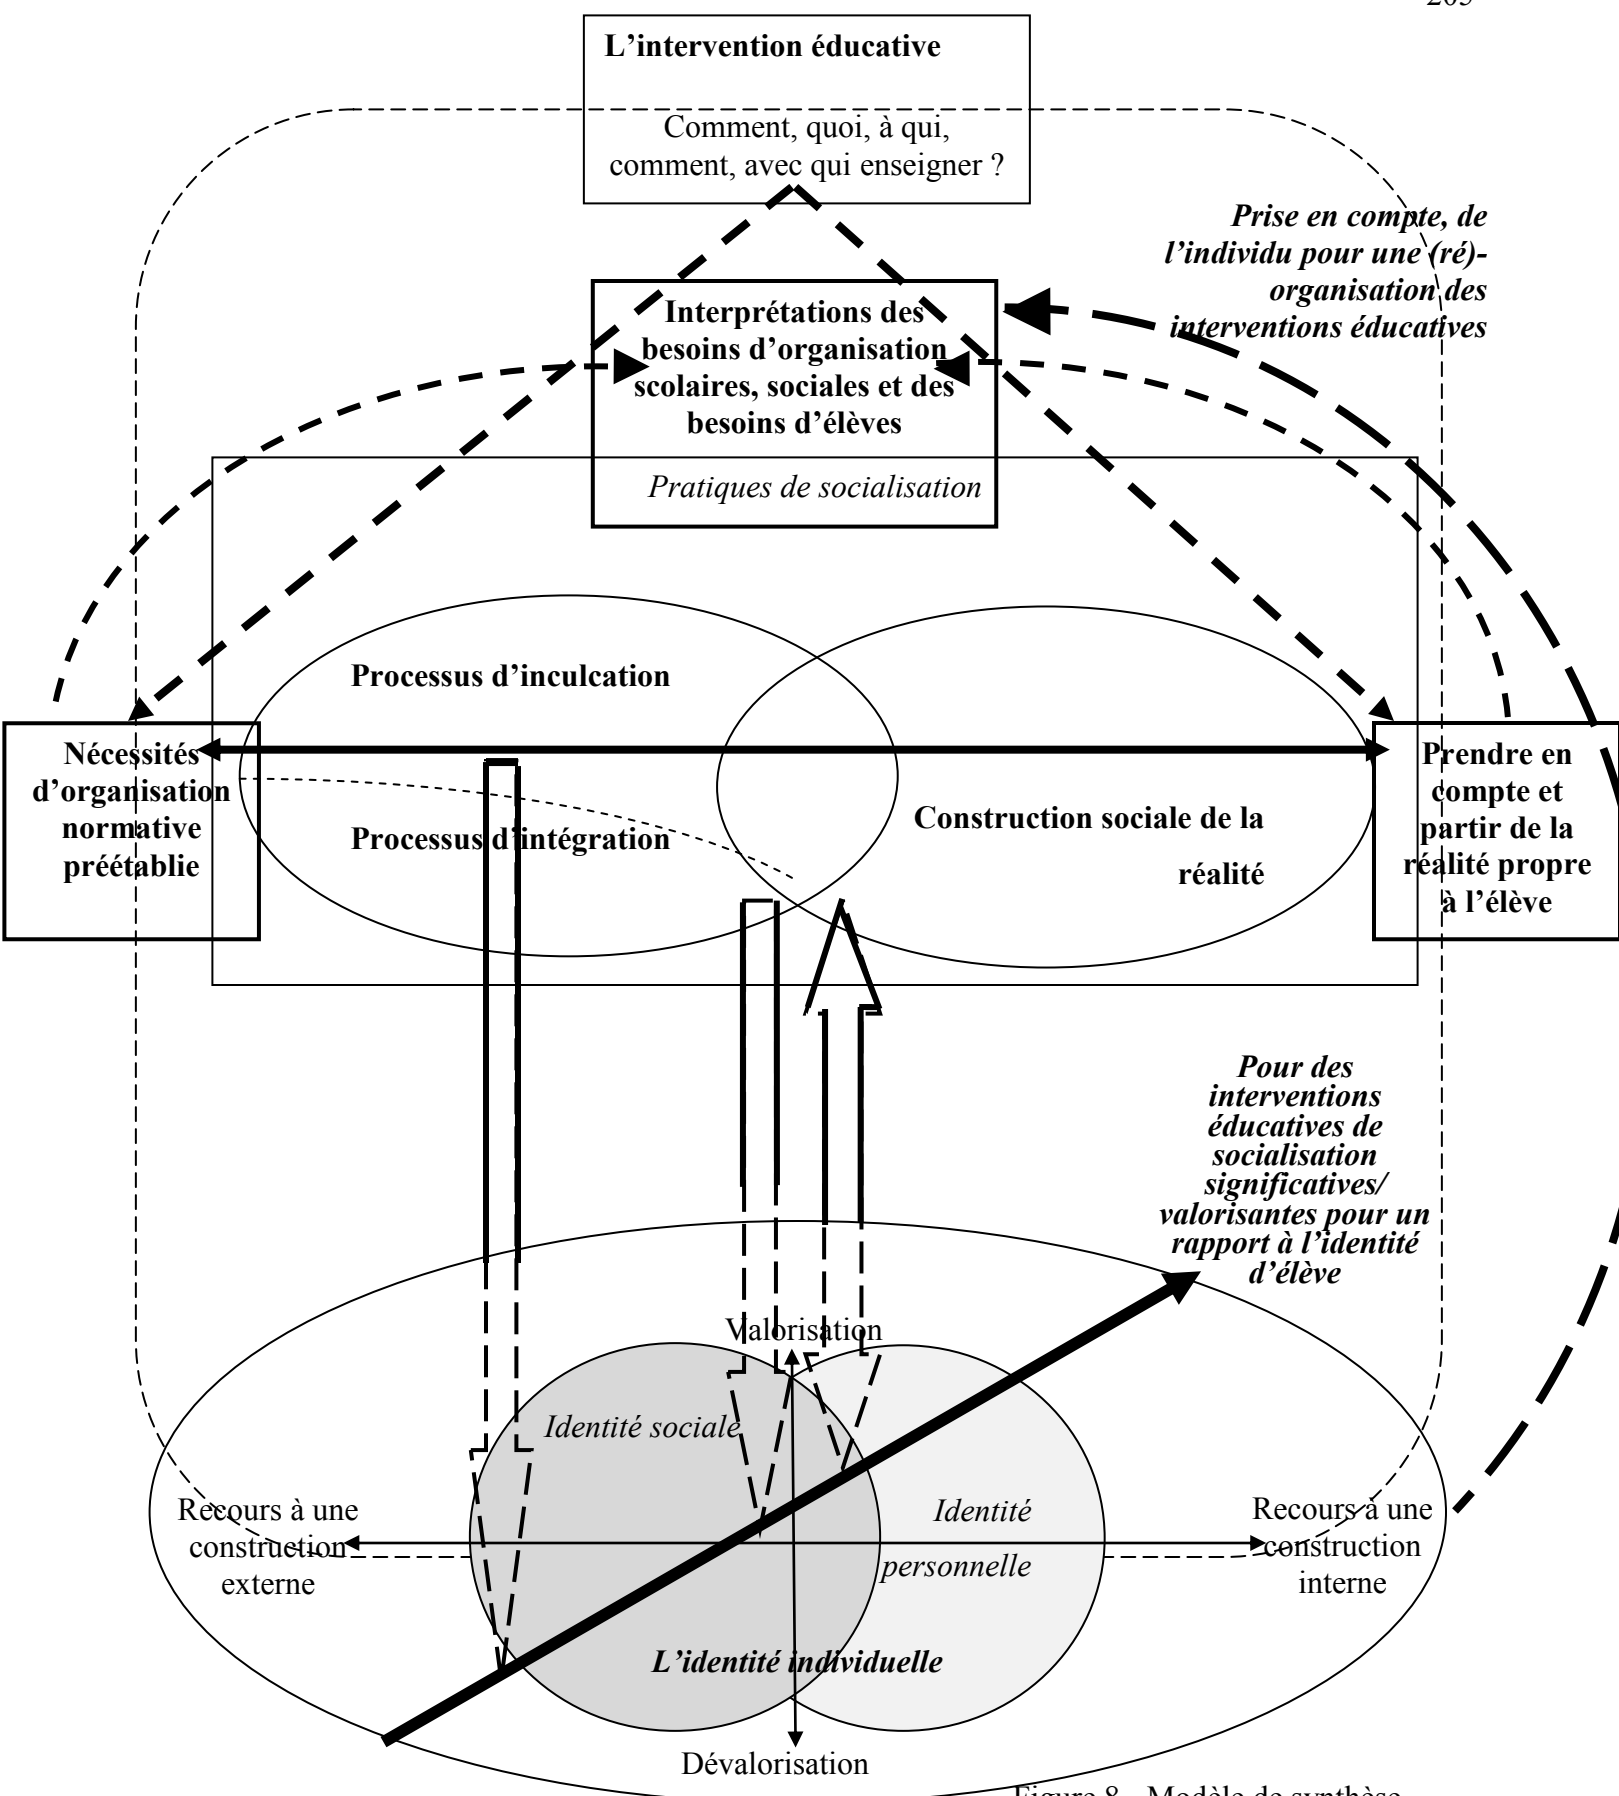 205
L’intervention éducative
Comment, quoi, à qui,
comment, avec qui enseigner ?
Prise en compte, de
l’individu pour une (ré)-
organisation des
interventions éducatives
Interprétations des
besoins d’organisation
scolaires, sociales et des
besoins d’élèves
Pratiques de socialisation
Processus d’inculcation
Nécessités
d’organisation
normative
préétablie
Processus d’intégration
Construction sociale de la
réalité
Prendre en
compte et
partir de la
réalité propre
à l’élève
Pour des
interventions
éducatives de
socialisation
significatives/
valorisantes pour un
rapport à l’identité
d’élève
Valorisation
Identité sociale
Identité
personnelle
Recours à une
construction
externe
Recours à une
construction
interne
L’identité individuelle
Dévalorisation
Figure 8 - Modèle de synthèse